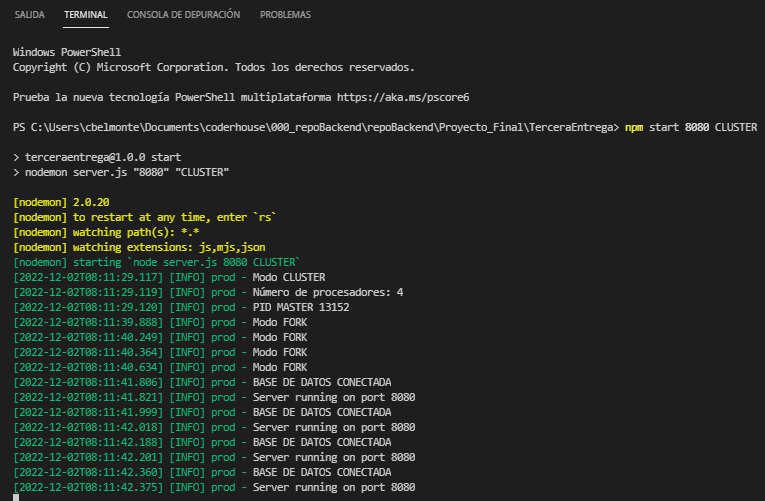 SALIDA TERMINAL CONSOLA DE DEPURACIÓN PROBLEMAS
Windows PowerShell
Copyright (C) Microsoft Corporation. Todos los derechos reservados.
Prueba la nueva tecnología PowerShell multiplataforma https://aka.ms/pscore6
PS C:\Users\cbelmonte\Documents\coderhouse\000_repoBackend\repoBackend\Proyecto_Final\TerceraEntrega> npm start 8080 CLUSTER
> terceraentrega@1.0.0 start
> nodemon server.js "8080" "CLUSTER"
[nodemon] 2.0.20
[nodemon] to restart at any time, enter `rs`
[nodemon] watching path(s): *.*
[nodemon] watching extensions: js,mjs,json
[nodemon] starting `node server.js 8080 CLUSTER`
[2022-12-02T08:11:29.117] [INFO] prod - Modo CLUSTER
[2022-12-02T08:11:29.119] [INFO] prod - Número de procesadores: 4
[2022-12-02T08:11:29.120] [INFO] prod - PID MASTER 13152
[2022-12-02T08:11:39.888] [INFO] prod - Modo FORK
[2022-12-02T08:11:40.249] [INFO] prod - Modo FORK
[2022-12-02T08:11:40.364] [INFO] prod - Modo FORK
[2022-12-02T08:11:40.634] [INFO] prod - Modo FORK
[2022-12-02T08:11:41.806] [INFO] prod - BASE DE DATOS CONECTADA
[2022-12-02T08:11:41.821] [INFO] prod - Server running on port 8080
[2022-12-02T08:11:41.999] [INFO] prod - BASE DE DATOS CONECTADA
[2022-12-02T08:11:42.018] [INFO] prod - Server running on port 8080
[2022-12-02T08:11:42.188] [INFO] prod - BASE DE DATOS CONECTADA
[2022-12-02T08:11:42.201] [INFO] prod - Server running on port 8080
[2022-12-02T08:11:42.360] [INFO] prod - BASE DE DATOS CONECTADA
[2022-12-02T08:11:42.375] [INFO] prod - Server running on port 8080